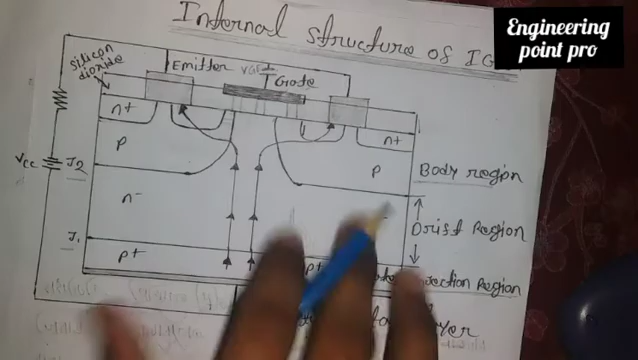 Internal structure of IG
Engineering
point pro
silicon
dioxide
Emitter
VGE
Gate
n+
n+
P
P
Vcc
J2
Body region
n-
Drift Region
J1
P+
P+
ection Region
yer